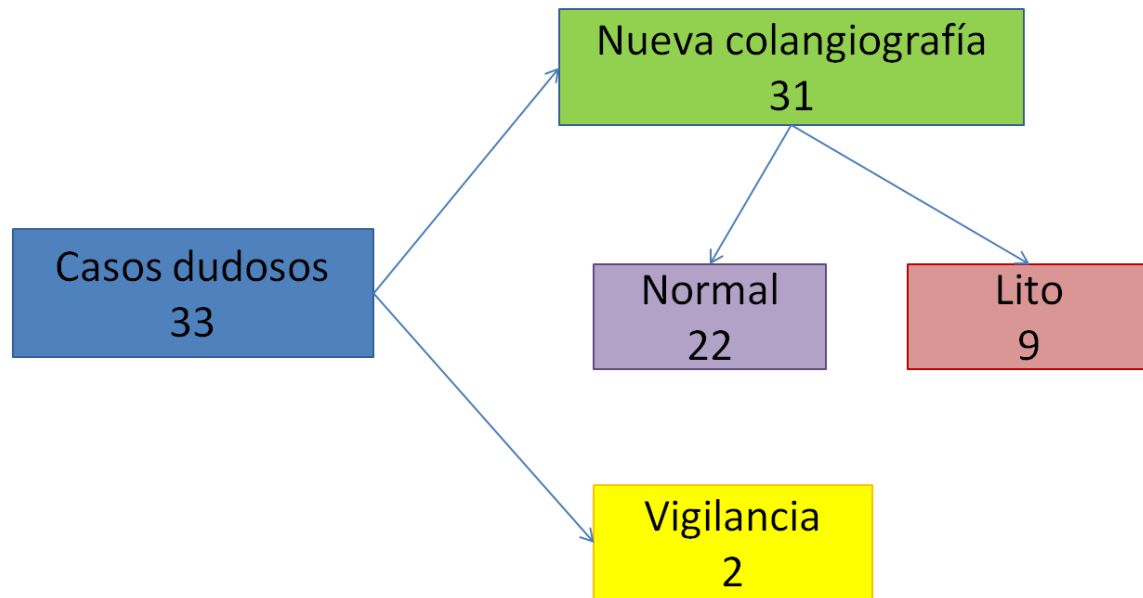 Nueva colangiografía
31
Casos dudosos
33
Normal
22
Lito
9
Vigilancia
2